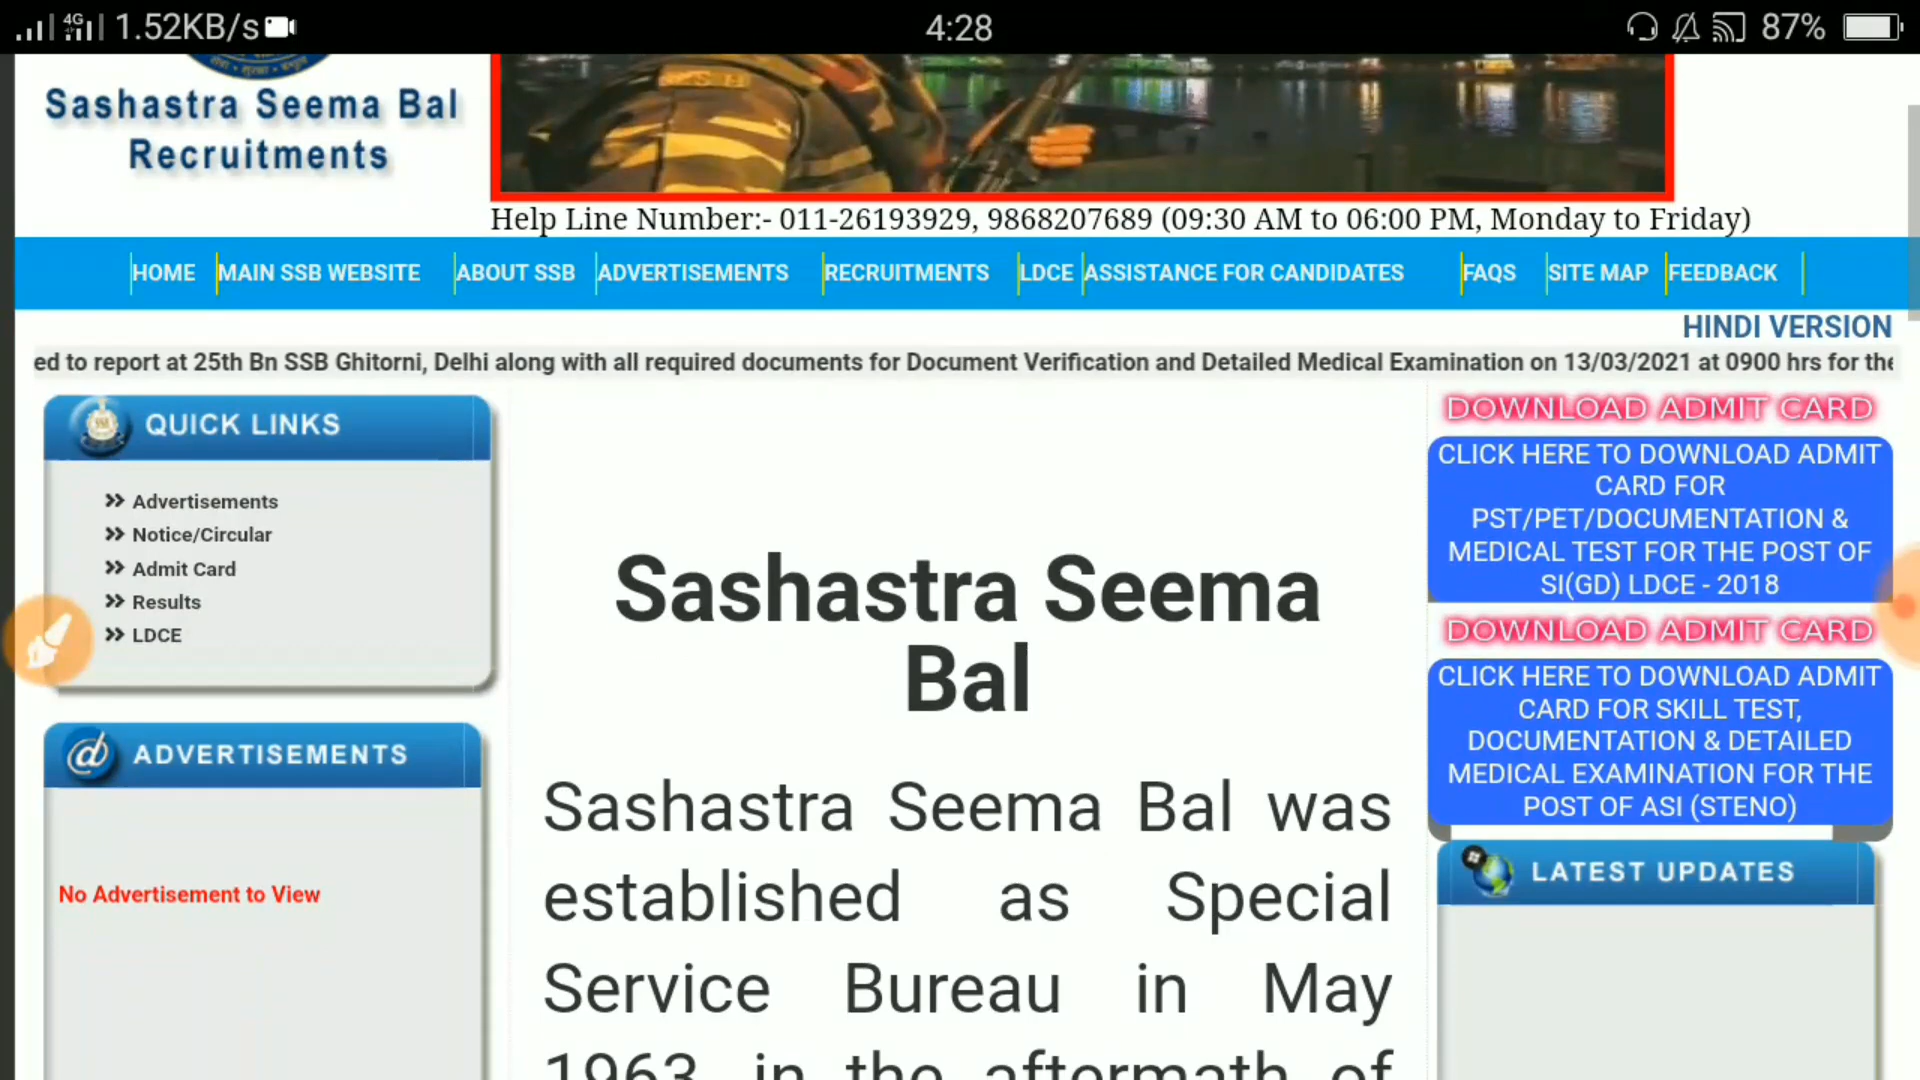 4G 1.52KB/s 4:28 87%
Sashastra Seema Bal
Recruitments
Help Line Number:- 011-26193929, 9868207689 (09:30 AM to 06:00 PM, Monday to Friday)
HOME MAIN SSB WEBSITE ABOUT SSB ADVERTISEMENTS RECRUITMENTS LDCE ASSISTANCE FOR CANDIDATES FAQS SITE MAP FEEDBACK
HINDI VERSION
ed to report at 25th Bn SSB Ghitorni, Delhi along with all required documents for Document Verification and Detailed Medical Examination on 13/03/2021 at 0900 hrs for the
QUICK LINKS
>> Advertisements
>> Notice/Circular
>> Admit Card
>> Results
>> LDCE
ADVERTISEMENTS
No Advertisement to View
Sashastra Seema
Bal
Sashastra Seema Bal was
established as Special
Service Bureau in May
1963, in the aftermath of
DOWNLOAD ADMIT CARD
CLICK HERE TO DOWNLOAD ADMIT
CARD FOR
PST/PET/DOCUMENTATION &
MEDICAL TEST FOR THE POST OF
SI(GD) LDCE - 2018
DOWNLOAD ADMIT CARD
CLICK HERE TO DOWNLOAD ADMIT
CARD FOR SKILL TEST,
DOCUMENTATION & DETAILED
MEDICAL EXAMINATION FOR THE
POST OF ASI (STENO)
LATEST UPDATES